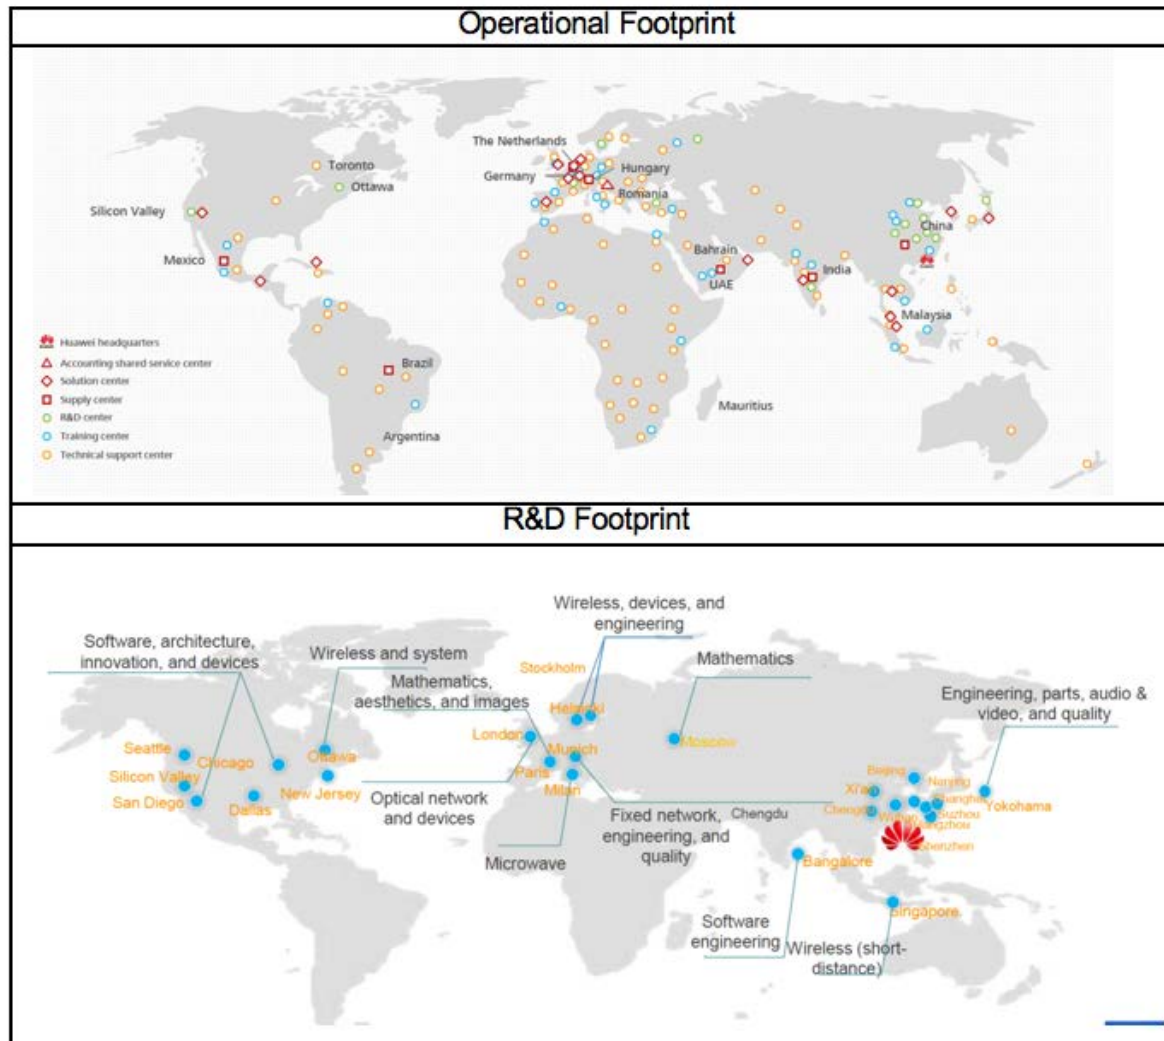 Operational Footprint
The Netherlands
Germany
Hungary
Romania
Toronto
Ottawa
Silicon Valley
Mexico
Bahrain
UAE
India
China
Malaysia
Brazil
Mauritius
Argentina
Huawei headquarters
Accounting shared service center
Solution center
Supply center
R&D center
Training center
Technical support center
R&D Footprint
Software, architecture,
innovation, and devices
Wireless and system
Mathematics,
aesthetics, and images
Wireless, devices, and
engineering
Stockholm
Helsinki
Mathematics
Engineering, parts, audio &
video, and quality
Seattle
Chicago
Ottawa
Silicon Valley
San Diego
Dallas
New Jersey
London
Paris
Munich
Milan
Moscow
Optical network
and devices
Microwave
Fixed network,
engineering, and
quality
Chengdu
Beijing
Xi'an
Nanjing
Shanghai
Chengdu
Wuhan
Suzhou
Yokohama
Shenzhen
Bangalore
Singapore
Software
engineering
Wireless (short-
distance)